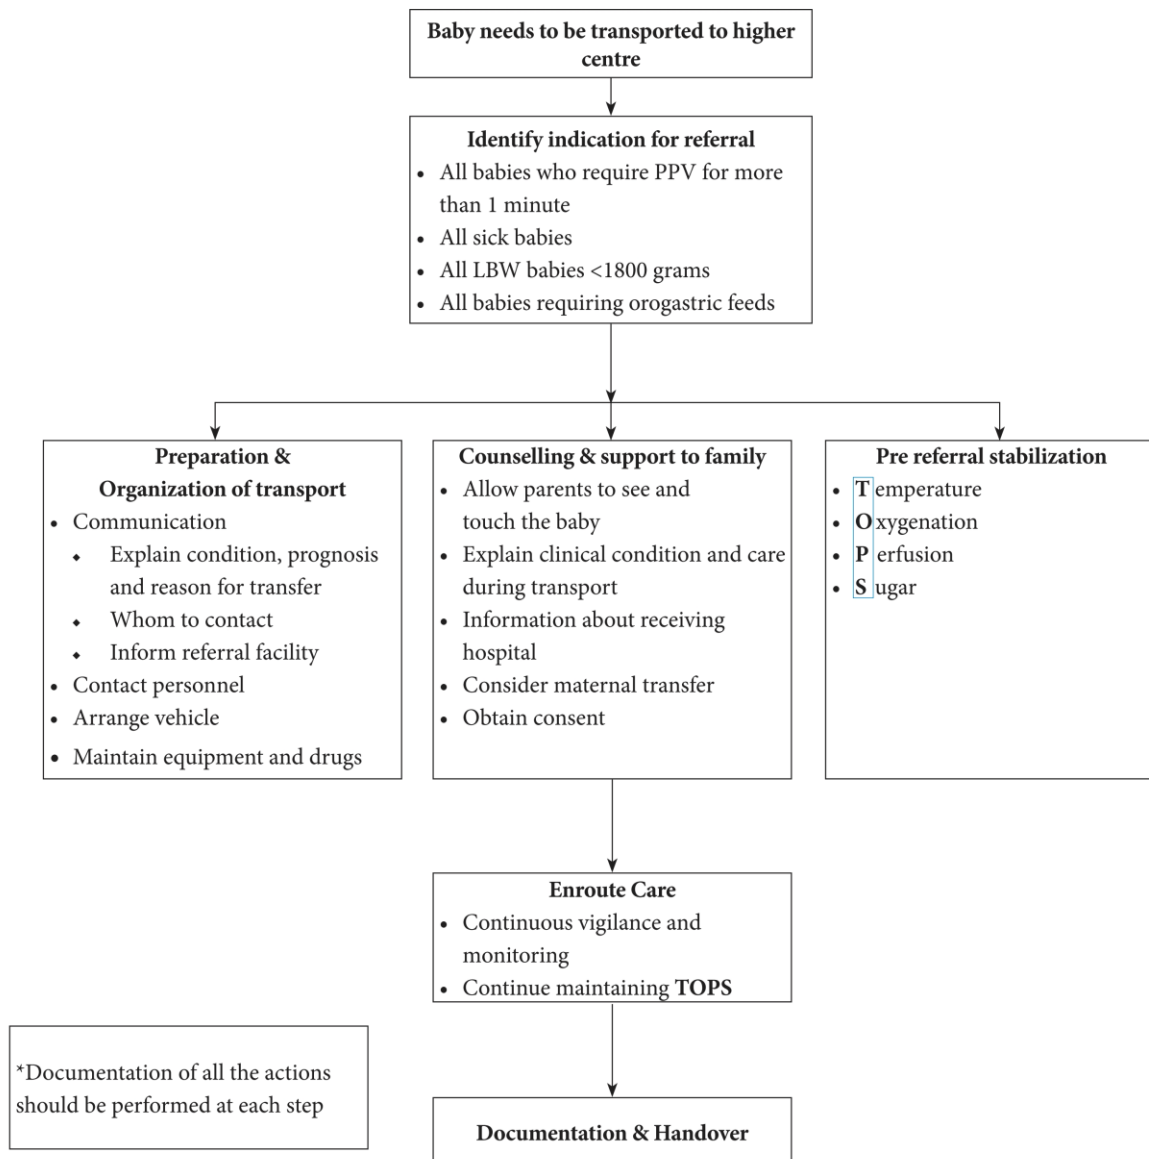 Baby needs to be transported to higher
centre
Identify indication for referral
• All babies who require PPV for more
than 1 minute
• All sick babies
• All LBW babies <1800 grams
• All babies requiring orogastric feeds
Preparation &
Organization of transport
• Communication
⬥ Explain condition, prognosis
and reason for transfer
⬥ Whom to contact
⬥ Inform referral facility
• Contact personnel
• Arrange vehicle
• Maintain equipment and drugs
Counselling & support to family
• Allow parents to see and
touch the baby
• Explain clinical condition and care
during transport
• Information about receiving
hospital
• Consider maternal transfer
• Obtain consent
Pre referral stabilization
• Temperature
• Oxygenation
• Perfusion
• Sugar
Enroute Care
• Continuous vigilance and
monitoring
• Continue maintaining TOPS
*Documentation of all the actions
should be performed at each step
Documentation & Handover